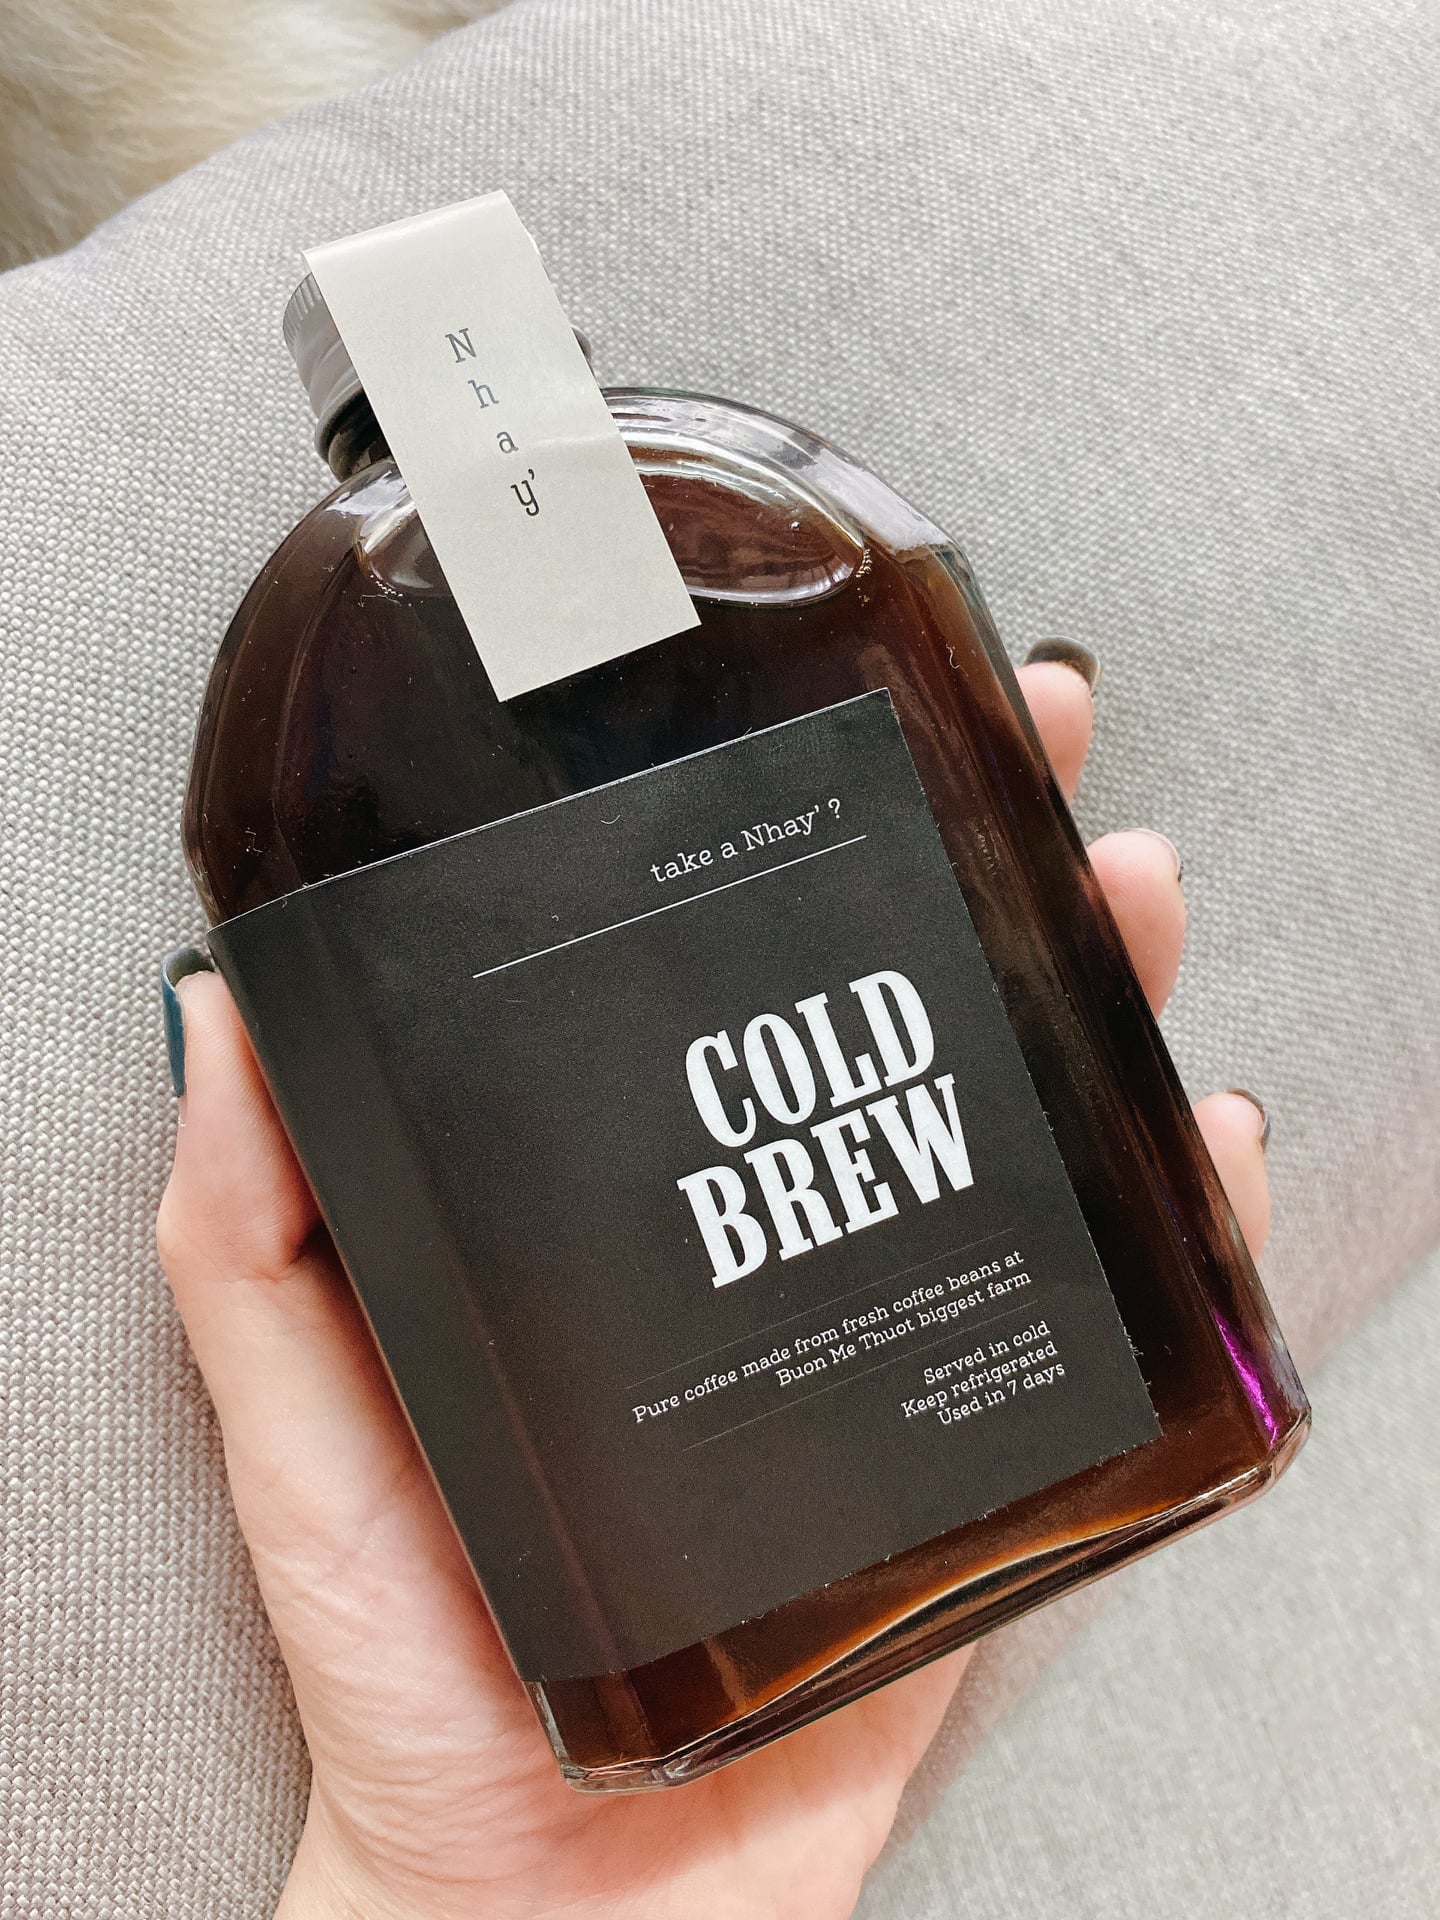 Nhay'
take a Nhay' ?
COLD
BREW
Pure coffee made from fresh coffee beans at
Buon Me Thuot biggest farm
Served in cold
Keep refrigerated
Used in 7 days